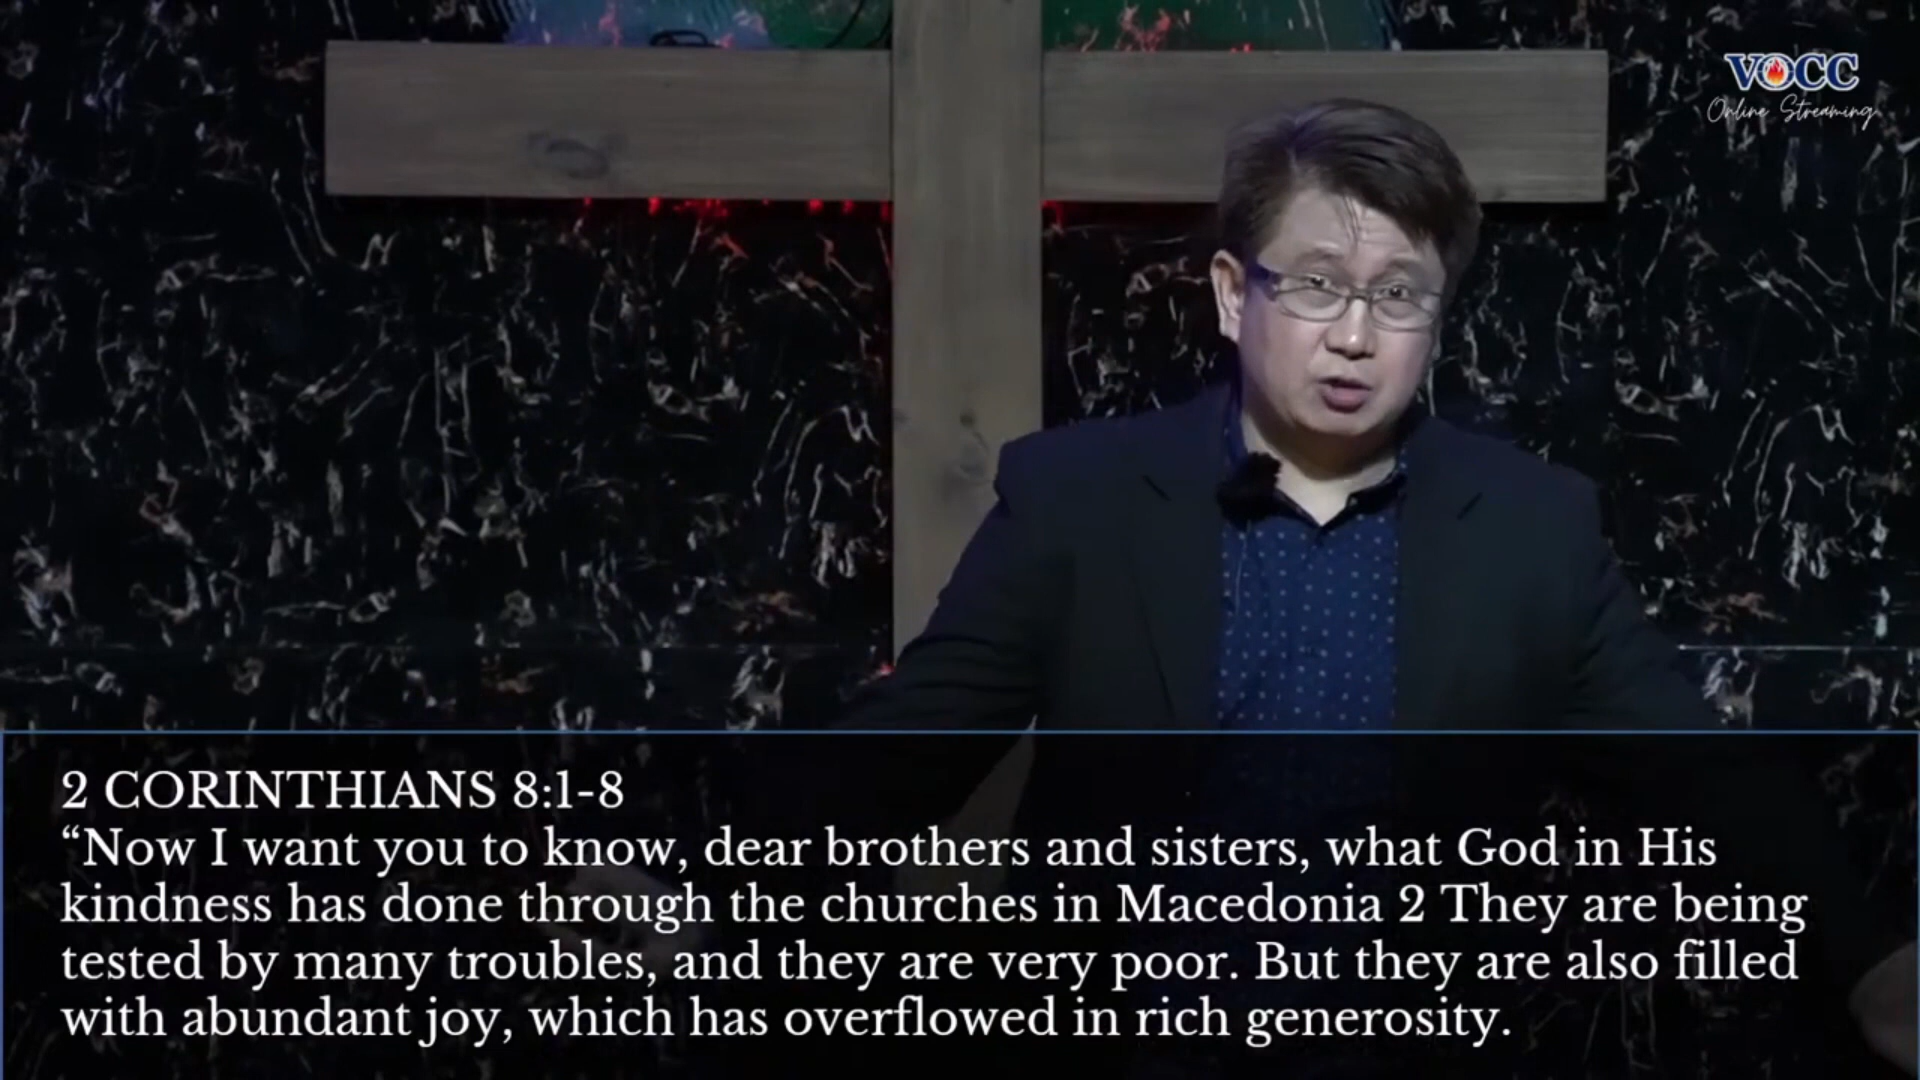 VOCC
Online Streaming
2 CORINTHIANS 8:1-8
“Now I want you to know, dear brothers and sisters, what God in His
kindness has done through the churches in Macedonia 2 They are being
tested by many troubles, and they are very poor. But they are also filled
with abundant joy, which has overflowed in rich generosity.